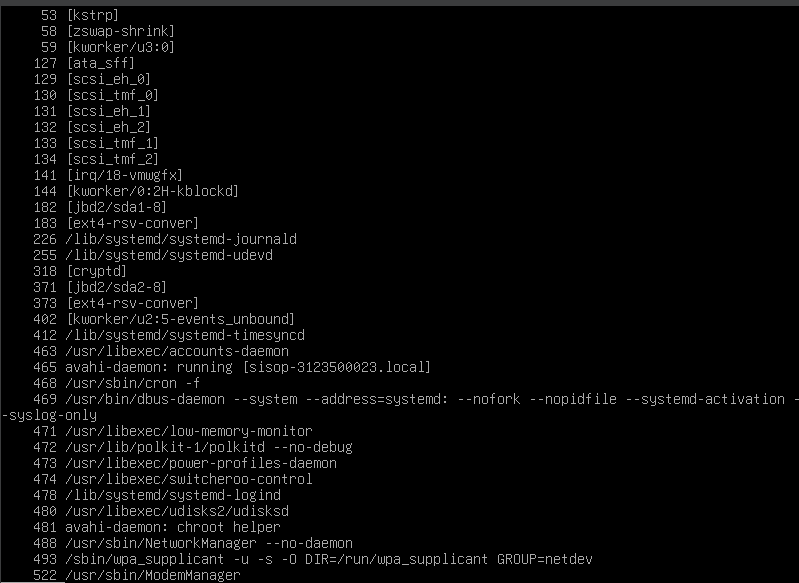 53 [kstrp]
58 [zswap-shrink]
59 [kworker/u3:0]
127 [ata_sff]
129 [scsi_eh_0]
130 [scsi_tmf_0]
131 [scsi_eh_1]
132 [scsi_eh_2]
133 [scsi_tmf_1]
134 [scsi_tmf_2]
141 [irq/18-vmwgfx]
144 [kworker/0:2H-kblockd]
182 [jbd2/sda1-8]
183 [ext4-rsv-conver]
226 /lib/systemd/systemd-journald
255 /lib/systemd/systemd-udevd
318 [cryptd]
371 [jbd2/sda2-8]
373 [ext4-rsv-conver]
402 [kworker/u2:5-events_unbound]
412 /lib/systemd/systemd-timesyncd
463 /usr/libexec/accounts-daemon
465 avahi-daemon: running [sisop-3123500023.local]
468 /usr/sbin/cron -f
469 /usr/bin/dbus-daemon --system --address=systemd: --nofork --nopidfile --systemd-activation -
-syslog-only
471 /usr/libexec/low-memory-monitor
472 /usr/lib/polkit-1/polkitd --no-debug
473 /usr/libexec/power-profiles-daemon
474 /usr/libexec/switcheroo-control
478 /lib/systemd/systemd-logind
480 /usr/libexec/udisks2/udisksd
481 avahi-daemon: chroot helper
488 /usr/sbin/NetworkManager --no-daemon
493 /sbin/wpa_supplicant -u -s -O DIR=/run/wpa_supplicant GROUP=netdev
522 /usr/sbin/ModemManager